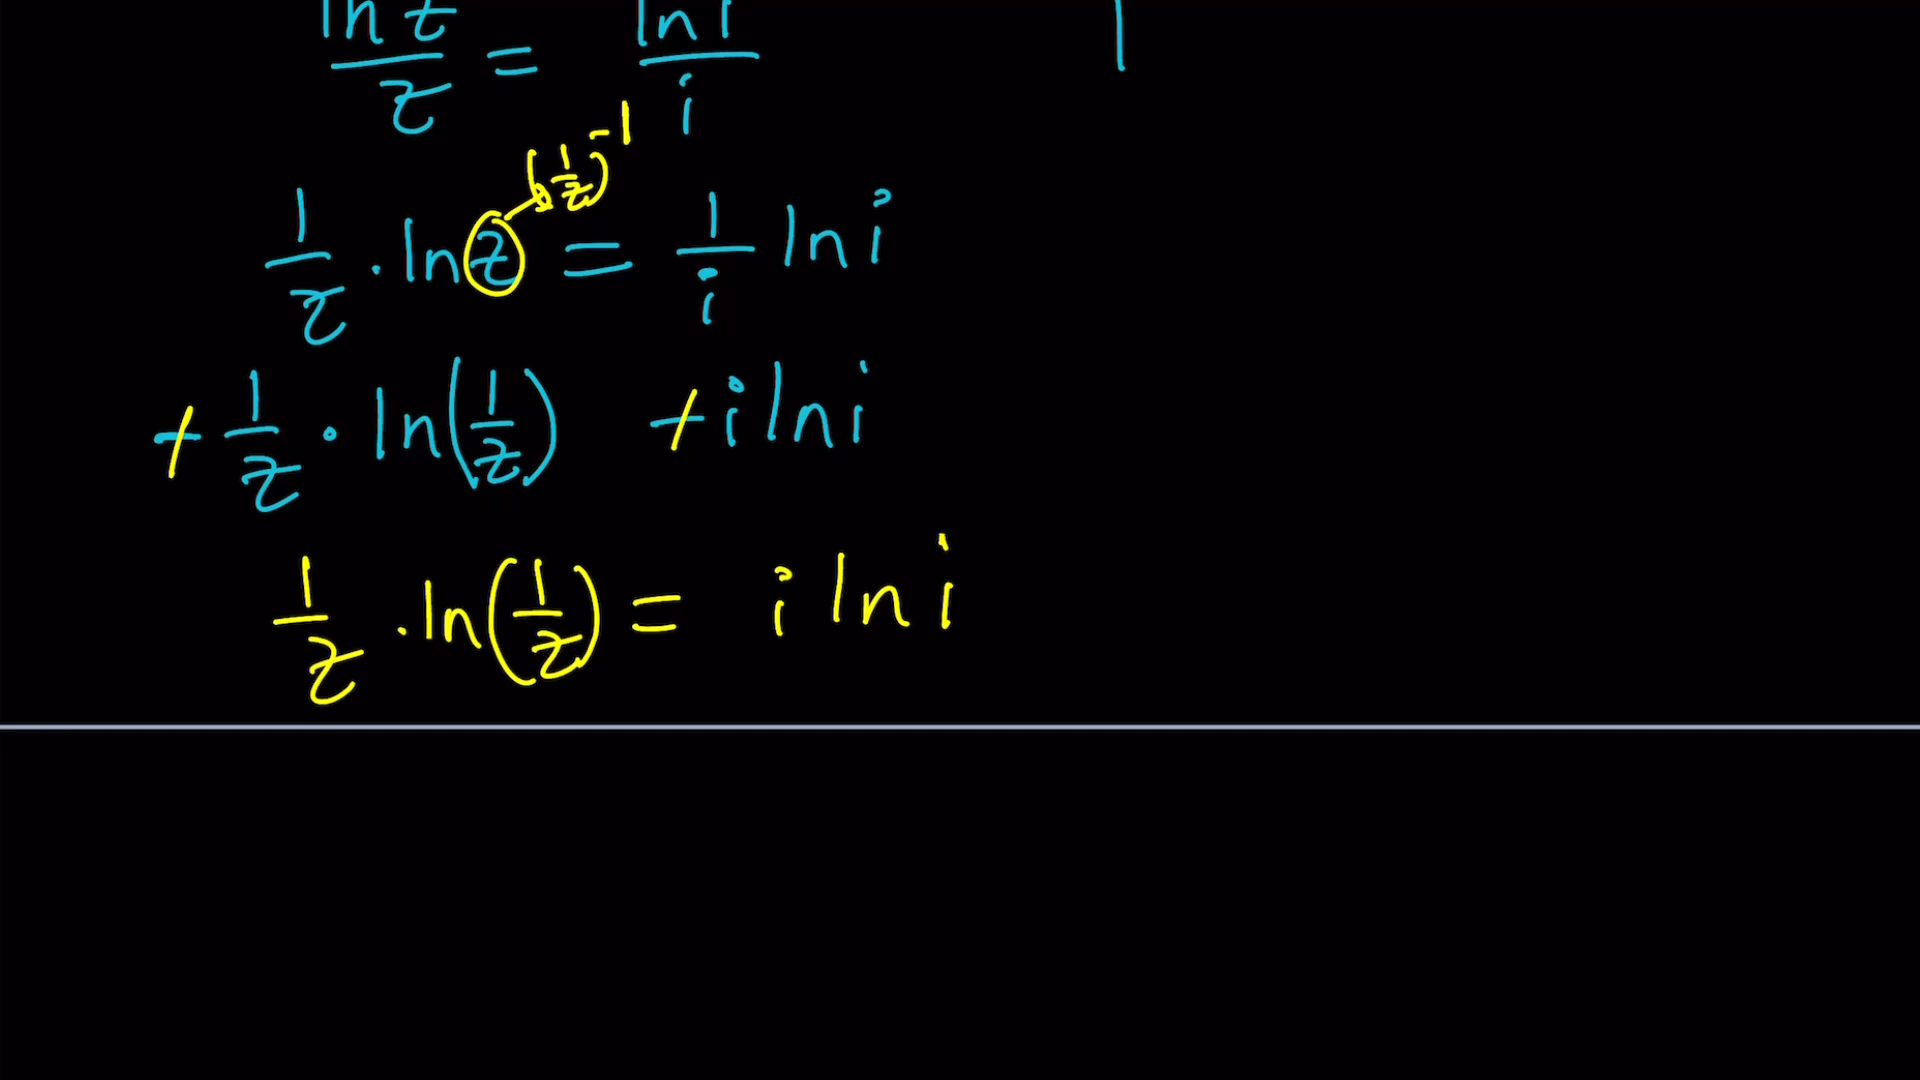 ln z / z = ln i / i
(1/z)^-1
1/z · ln z = 1/i ln i
+ 1/z · ln(1/z) + i ln i
1/z · ln(1/z) = i ln i